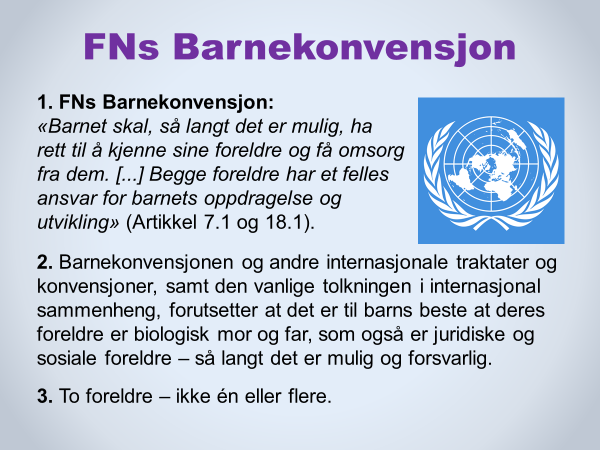 FNs Barnekonvensjon
1. FNs Barnekonvensjon:
«Barnet skal, så langt det er mulig, ha
rett til å kjenne sine foreldre og få omsorg
fra dem. [...] Begge foreldre har et felles
ansvar for barnets oppdragelse og
utvikling» (Artikkel 7.1 og 18.1).
2. Barnekonvensjonen og andre internasjonale traktater og
konvensjoner, samt den vanlige tolkningen i internasjonal
sammenheng, forutsetter at det er til barns beste at deres
foreldre er biologisk mor og far, som også er juridiske og
sosiale foreldre – så langt det er mulig og forsvarlig.
3. To foreldre – ikke én eller flere.